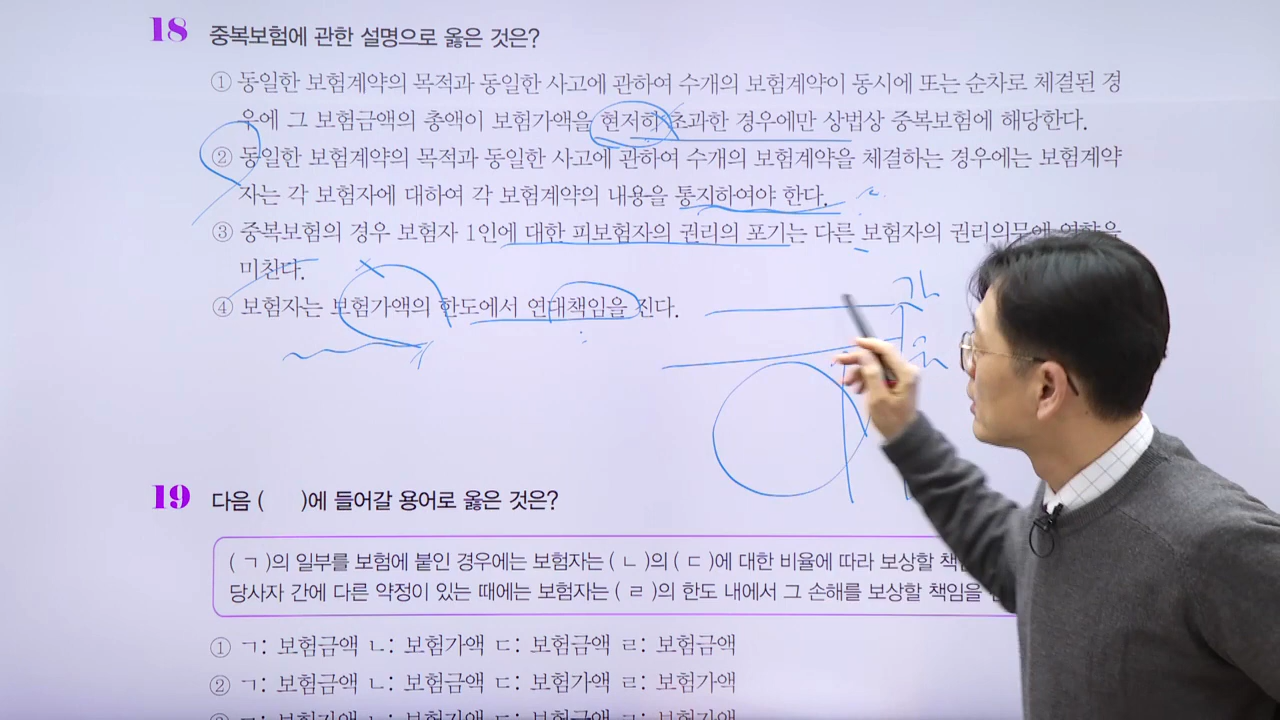 18 중복보험에 관한 설명으로 옳은 것은?
① 동일한 보험계약의 목적과 동일한 사고에 관하여 수개의 보험계약이 동시에 또는 순차로 체결된 경
우에 그 보험금액의 총액이 보험가액을 현저히 초과한 경우에만 상법상 중복보험에 해당한다.
② 동일한 보험계약의 목적과 동일한 사고에 관하여 수개의 보험계약을 체결하는 경우에는 보험계약
자는 각 보험자에 대하여 각 보험계약의 내용을 통지하여야 한다.
③ 중복보험의 경우 보험자 1인에 대한 피보험자의 권리의 포기는 다른 보험자의 권리의무에 영향을
미친다.
④ 보험자는 보험가액의 한도에서 연대책임을 진다.
19 다음 ( )에 들어갈 용어로 옳은 것은?
( ㄱ )의 일부를 보험에 붙인 경우에는 보험자는 ( ㄴ )의 ( ㄷ )에 대한 비율에 따라 보상할
당사자 간에 다른 약정이 있는 때에는 보험자는 ( ㄹ )의 한도 내에서 그 손해를 보상할 책임을
① ㄱ: 보험금액 ㄴ: 보험가액 ㄷ: 보험금액 ㄹ: 보험금액
② ㄱ: 보험금액 ㄴ: 보험금액 ㄷ: 보험가액 ㄹ: 보험가액